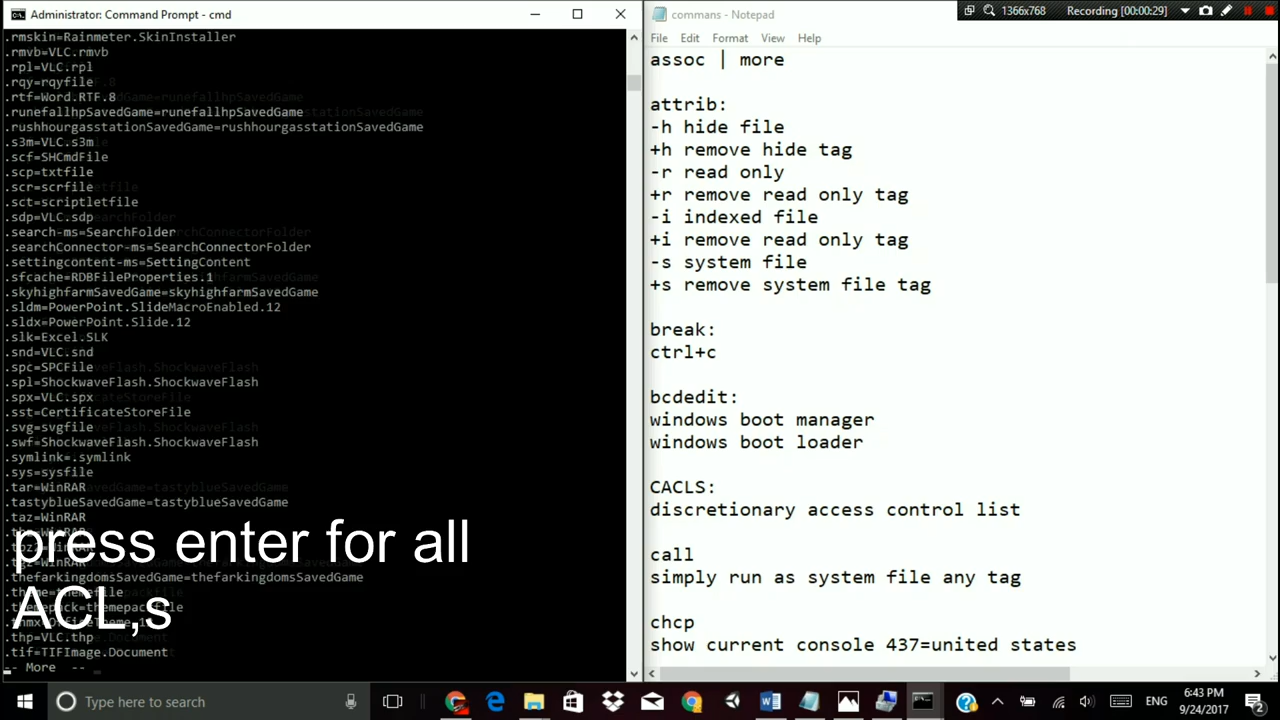 Administrator: Command Prompt - cmd
.rmskin=Rainmeter.SkinInstaller
.rmvb=VLC.rmvb
.rpl=VLC.rpl
.rqy=rqyfile
.rtf=Word.RTF.8
.runefallhpSavedGame=runefallhpSavedGame
.rushhourgasstationSavedGame=rushhourgasstationSavedGame
.s3m=VLC.s3m
.scf=SHCmdFile
.scp=txtfile
.scr=scrfile
.sct=scriptletfile
.sdp=VLC.sdp
.search-ms=SearchFolder
.searchConnector-ms=SearchConnectorFolder
.settingcontent-ms=SettingContent
.sfcache=RDBFileProperties.1
.skyhighfarmSavedGame=skyhighfarmSavedGame
.sldm=PowerPoint.SlideMacroEnabled.12
.sldx=PowerPoint.Slide.12
.slk=Excel.SLK
.snd=VLC.snd
.spc=SPCFile
.spl=ShockwaveFlash.ShockwaveFlash
.spx=VLC.spx
.sst=CertificateStoreFile
.svg=svgfile
.swf=ShockwaveFlash.ShockwaveFlash
.symlink=.symlink
.sys=sysfile
.tar=WinRAR
.tastyblueSavedGame=tastyblueSavedGame
.taz=WinRAR
.thefarkingdomsSavedGame=thefarkingdomsSavedGame
.thp=VLC.thp
.tif=TIFImage.Document
-- More --
press enter for all
ACL,s
commans - Notepad
1366x768
Recording [00:00:29]
File Edit Format View Help
assoc | more
attrib:
-h hide file
+h remove hide tag
-r read only
+r remove read only tag
-i indexed file
+i remove read only tag
-s system file
+s remove system file tag
break:
ctrl+c
bcdedit:
windows boot manager
windows boot loader
CACLS:
discretionary access control list
call
simply run as system file any tag
chcp
show current console 437=united states
Type here to search
ENG
6:43 PM
9/24/2017
2